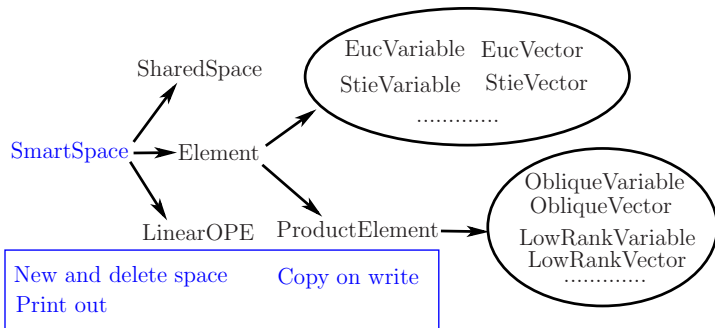 EucVariable EucVector
SharedSpace
StieVariable StieVector
.............
SmartSpace Element
ObliqueVariable
ObliqueVector
LinearOPE ProductElement
LowRankVariable
LowRankVector
.............
New and delete space Copy on write
Print out